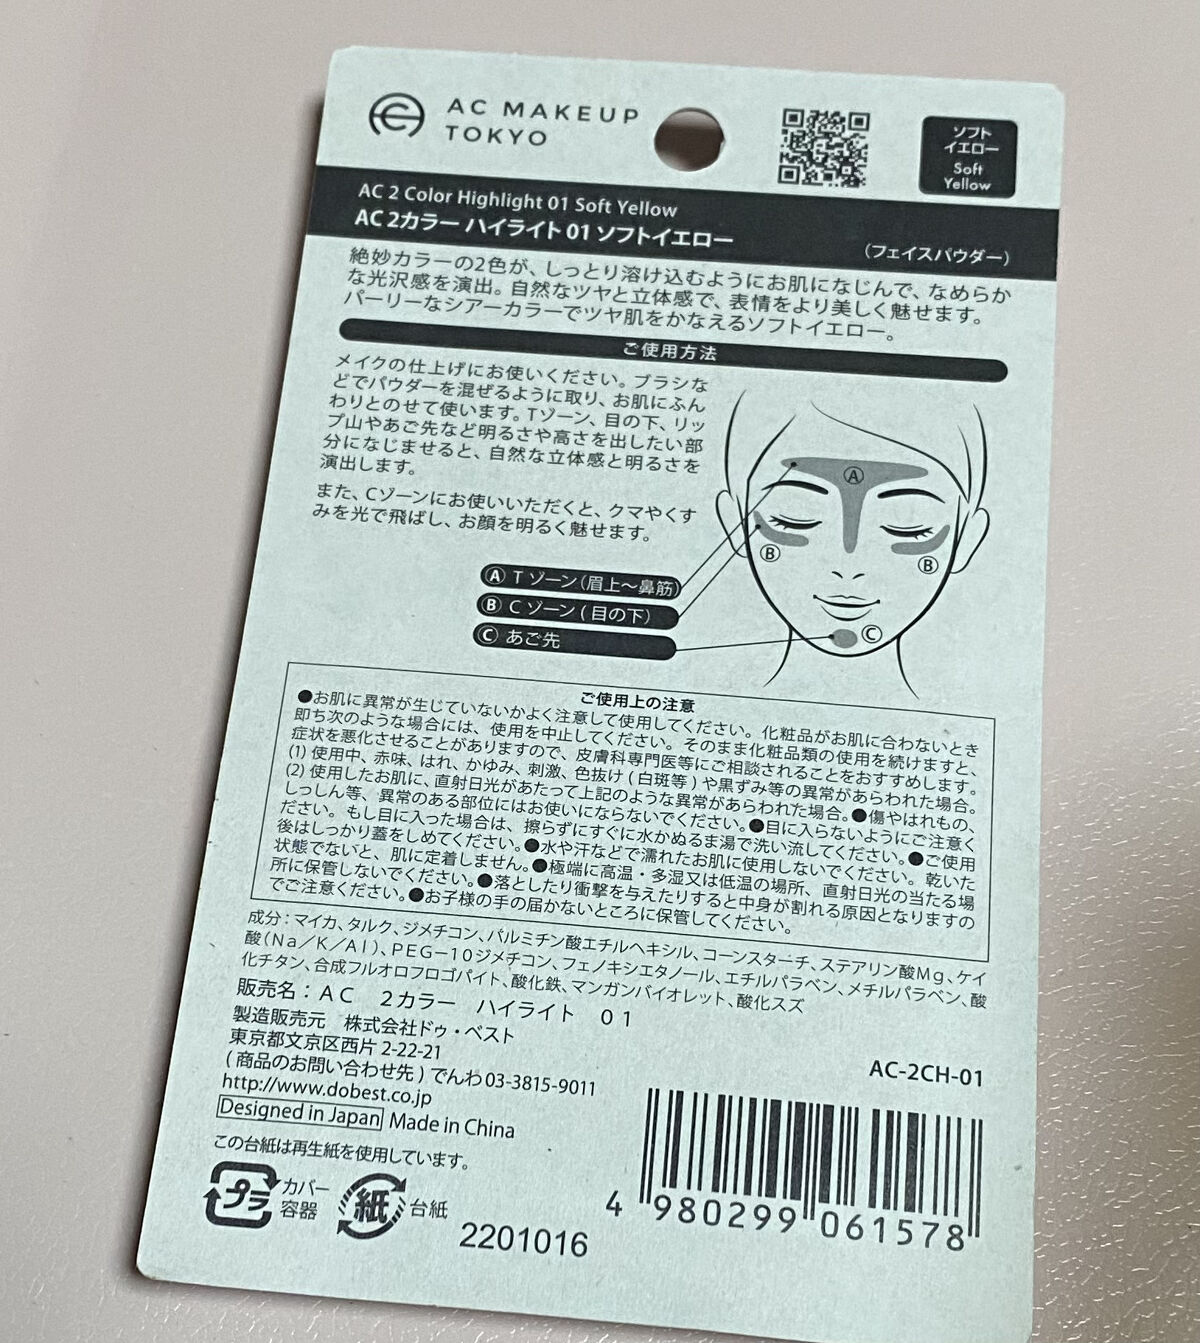 AC MAKEUP
TOKYO
ソフト
イエロー
Soft
Yellow
AC 2 Color Highlight 01 Soft Yellow
AC 2カラー ハイライト 01 ソフトイエロー
（フェイスパウダー）
絶妙カラーの2色が、しっとり溶け込むようにお肌になじんで、なめらか
な光沢感を演出。自然なツヤと立体感で、表情をより美しく魅せます。
パーリーなシアーカラーでツヤ肌をかなえるソフトイエロー。
ご使用方法
メイクの仕上げにお使いください。ブラシな
どでパウダーを混ぜるように取り、お肌にふん
わりとのせて使います。Tゾーン、目の下、リッ
プ山やあご先など明るさや高さを出したい部
分になじませると、自然な立体感と明るさを
演出します。
また、Cゾーンにお使いいただくと、クマやくす
みを光で飛ばし、お顔を明るく魅せます。
Ⓐ
Ⓑ
Ⓑ
Ⓒ
Ⓐ T ゾーン（眉上～鼻筋）
Ⓑ C ゾーン（目の下）
Ⓒ あご先
ご使用上の注意
●お肌に異常が生じていないかよく注意して使用してください。化粧品がお肌に合わないとき
即ち次のような場合には、使用を中止してください。そのまま化粧品類の使用を続けますと、
症状を悪化させることがありますので、皮膚科専門医等にご相談されることをおすすめします。
(1) 使用中、赤味、はれ、かゆみ、刺激、色抜け（白斑等）や黒ずみ等の異常があらわれた場合。
(2) 使用したお肌に、直射日光があたって上記のような異常があらわれた場合。●傷やはれもの、
しっしん等、異常のある部位にはお使いにならないでください。●目に入らないようにご注意く
ださい。もし目に入った場合は、擦らずにすぐに水かぬるま湯で洗い流してください。●ご使用
後はしっかり蓋をしめてください。●水や汗などで濡れたお肌に使用しないでください。乾いた
状態でないと、肌に定着しません。●極端に高温・多湿又は低温の場所、直射日光の当たる場
所に保管しないでください。●落としたり衝撃を与えたりすると中身が割れる原因となりますの
でご注意ください。●お子様の手の届かないところに保管してください。
成分：マイカ、タルク、ジメチコン、パルミチン酸エチルヘキシル、コーンスターチ、ステアリン酸Mg、ケイ
酸（Na／K／Al）、PEG－10ジメチコン、フェノキシエタノール、エチルパラベン、メチルパラベン、酸
化チタン、合成フルオロフロゴパイト、酸化鉄、マンガンバイオレット、酸化スズ
販売名：ＡＣ　２カラー　ハイライト　０１
製造販売元　株式会社ドゥ・ベスト
東京都文京区西片 2-22-21
（商品のお問い合わせ先）でんわ 03-3815-9011
http://www.dobest.co.jp
Designed in Japan Made in China
この台紙は再生紙を使用しています。
プラ カバー
容器
紙 台紙
2201016
AC-2CH-01
4 980299 061578